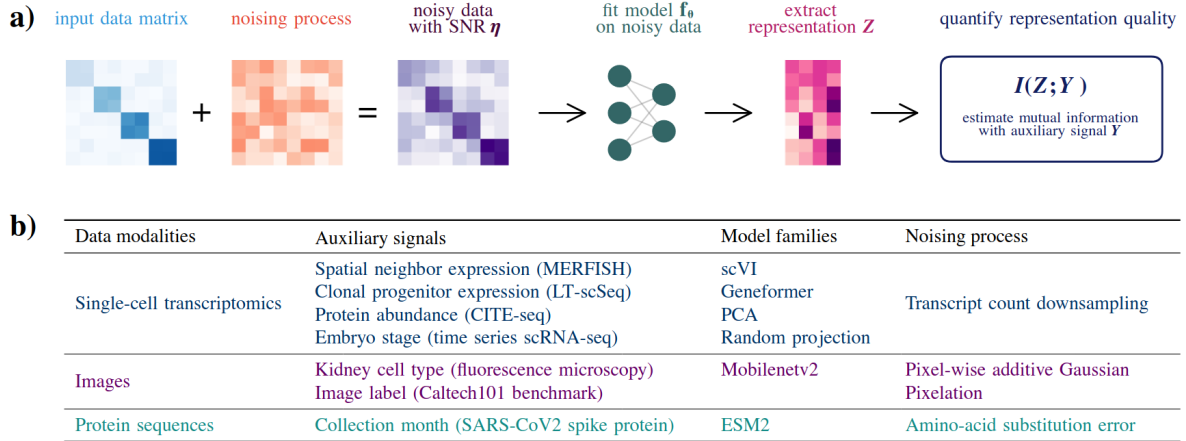 a)
input data matrix
noising process
noisy data
with SNR η
fit model fθ
on noisy data
extract
representation Z
quantify representation quality
+
=
I(Z;Y)
estimate mutual information
with auxiliary signal Y
b)
Data modalities Auxiliary signals Model families Noising process
Single-cell transcriptomics
Spatial neighbor expression (MERFISH)
Clonal progenitor expression (LT-scSeq)
Protein abundance (CITE-seq)
Embryo stage (time series scRNA-seq)
scVI
Geneformer
PCA
Random projection
Transcript count downsampling
Images
Kidney cell type (fluorescence microscopy)
Image label (Caltech101 benchmark)
Mobilenetv2
Pixel-wise additive Gaussian
Pixelation
Protein sequences Collection month (SARS-CoV2 spike protein) ESM2 Amino-acid substitution error